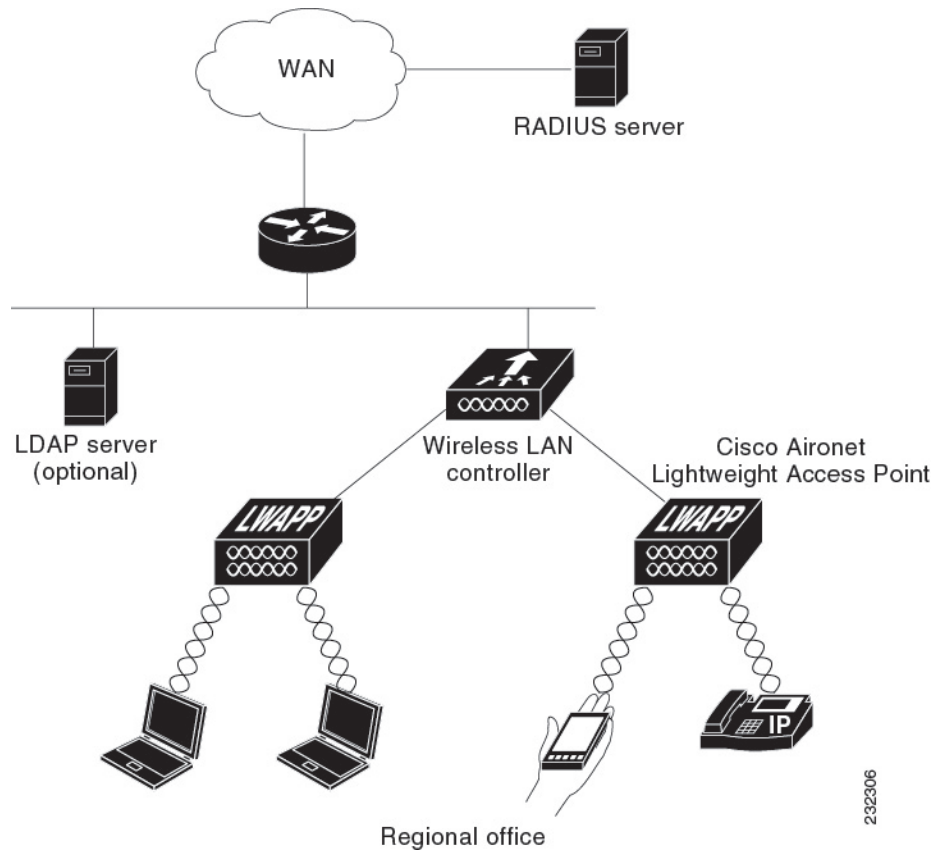 WAN
RADIUS server
LDAP server
(optional)
Wireless LAN
controller
Cisco Aironet
Lightweight Access Point
LWAPP
LWAPP
IP
Regional office
232306